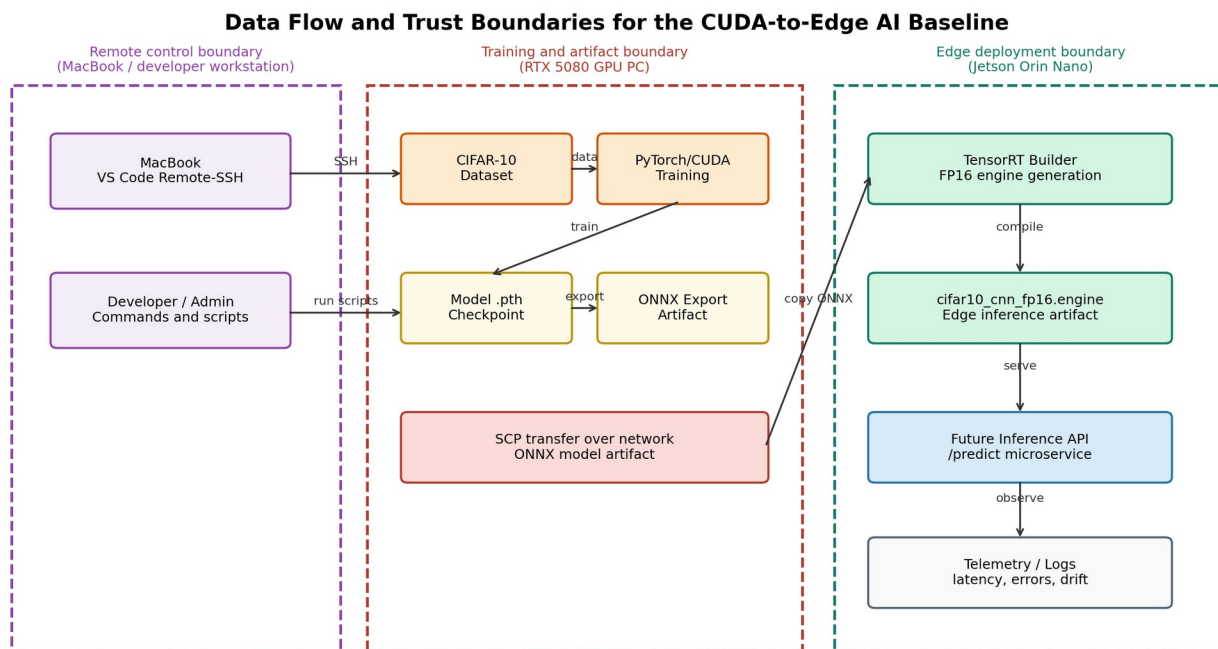 Data Flow and Trust Boundaries for the CUDA-to-Edge AI Baseline
Remote control boundary
(MacBook / developer workstation)
Training and artifact boundary
(RTX 5080 GPU PC)
Edge deployment boundary
(Jetson Orin Nano)
MacBook
VS Code Remote-SSH
SSH
CIFAR-10
Dataset
data
PyTorch/CUDA
Training
TensorRT Builder
FP16 engine generation
train
compile
Developer / Admin
Commands and scripts
run scripts
Model .pth
Checkpoint
export
ONNX Export
Artifact
copy ONNX
cifar10_cnn_fp16.engine
Edge inference artifact
serve
SCP transfer over network
ONNX model artifact
Future Inference API
/predict microservice
observe
Telemetry / Logs
latency, errors, drift